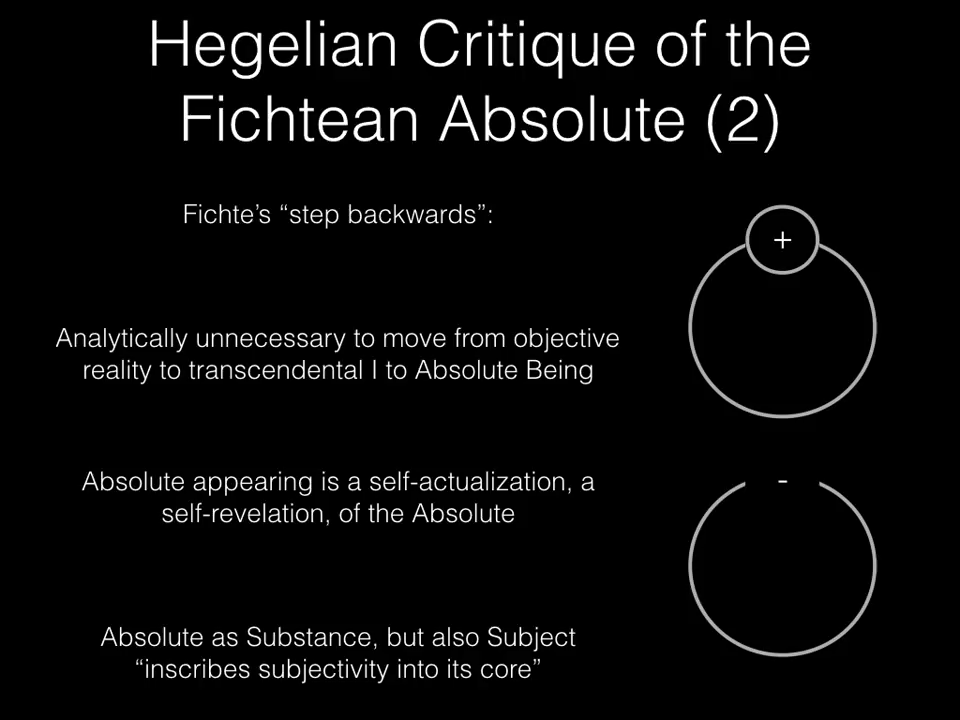 Hegelian Critique of the
Fichtean Absolute (2)
Fichte’s “step backwards”:
+
Analytically unnecessary to move from objective
reality to transcendental I to Absolute Being
Absolute appearing is a self-actualization, a
self-revelation, of the Absolute
-
Absolute as Substance, but also Subject
“inscribes subjectivity into its core”